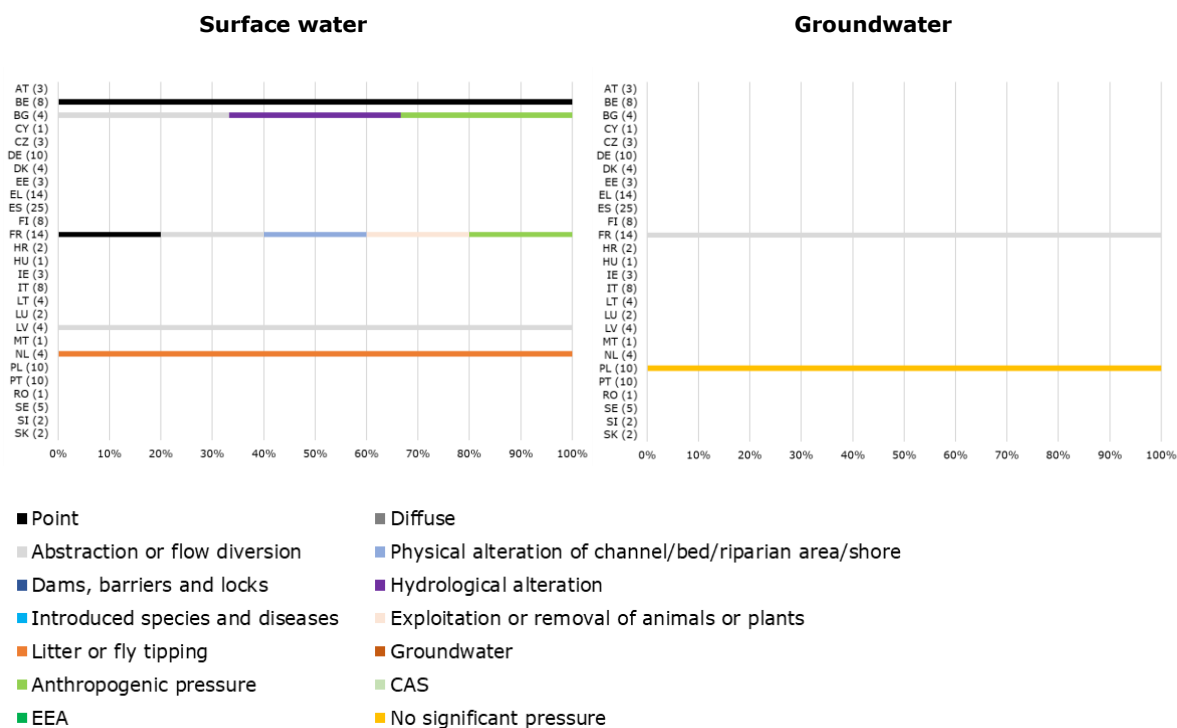 Surface water
Groundwater
AT (3)
BE (8)
BG (4)
CY (1)
CZ (3)
DE (10)
DK (4)
EE (3)
EL (14)
ES (25)
FI (8)
FR (14)
HR (2)
HU (1)
IE (3)
IT (8)
LT (4)
LU (2)
LV (4)
MT (1)
NL (4)
PL (10)
PT (10)
RO (1)
SE (5)
SI (2)
SK (2)
0% 10% 20% 30% 40% 50% 60% 70% 80% 90% 100%
AT (3)
BE (8)
BG (4)
CY (1)
CZ (3)
DE (10)
DK (4)
EE (3)
EL (14)
ES (25)
FI (8)
FR (14)
HR (2)
HU (1)
IE (3)
IT (8)
LT (4)
LU (2)
LV (4)
MT (1)
NL (4)
PL (10)
PT (10)
RO (1)
SE (5)
SI (2)
SK (2)
0% 10% 20% 30% 40% 50% 60% 70% 80% 90% 100%
Point
Diffuse
Abstraction or flow diversion
Physical alteration of channel/bed/riparian area/shore
Dams, barriers and locks
Hydrological alteration
Introduced species and diseases
Exploitation or removal of animals or plants
Litter or fly tipping
Groundwater
Anthropogenic pressure
CAS
EEA
No significant pressure